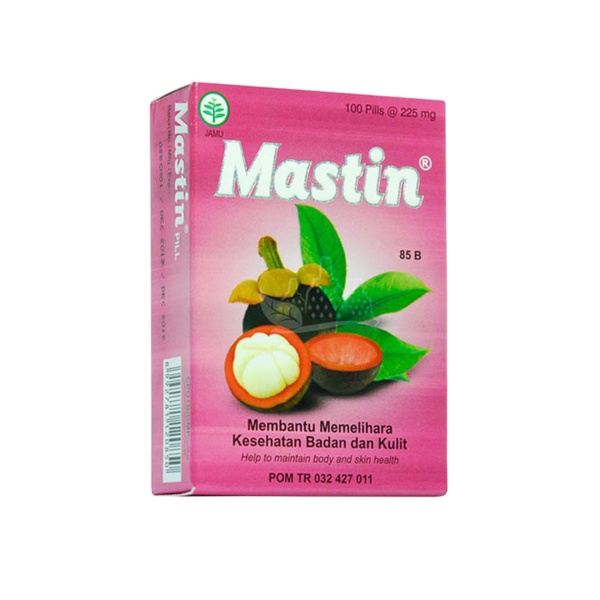 100 Pills @ 225 mg
JAMU
Mastin®
85 B
Membantu Memelihara
Kesehatan Badan dan Kulit
Help to maintain body and skin health
POM TR 032 427 011
Mastin®
PILL